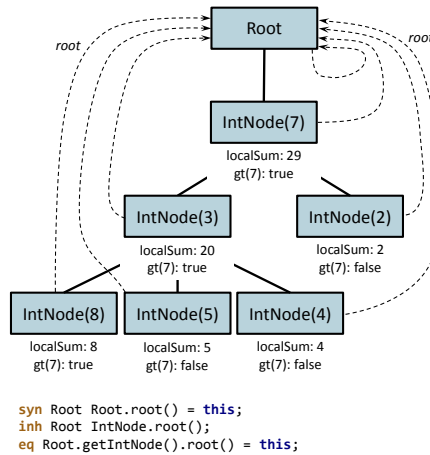 root
Root
root
IntNode(7)
localSum: 29
gt(7): true
IntNode(3)
IntNode(2)
localSum: 20
gt(7): true
localSum: 2
gt(7): false
IntNode(8)
IntNode(5)
IntNode(4)
localSum: 8
gt(7): true
localSum: 5
gt(7): false
localSum: 4
gt(7): false
syn Root Root.root() = this;
inh Root IntNode.root();
eq Root.getIntNode().root() = this;